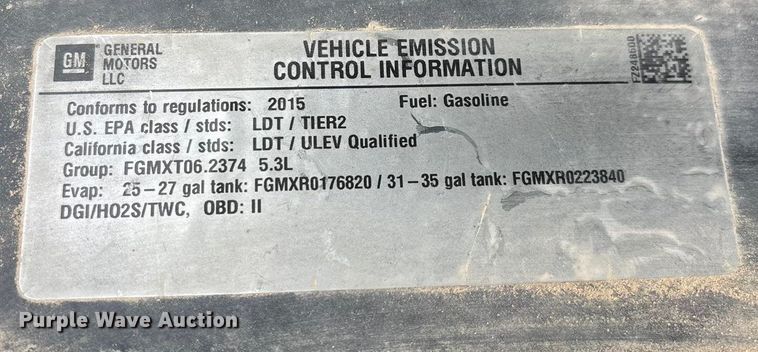 GM GENERAL MOTORS LLC
VEHICLE EMISSION
CONTROL INFORMATION
Conforms to regulations: 2015 Fuel: Gasoline
U.S. EPA class / stds: LDT / TIER2
California class / stds: LDT / ULEV Qualified
Group: FGMXT06.2374 5.3L
Evap: 25-27 gal tank: FGMXR0176820 / 31-35 gal tank: FGMXR0223840
DGI/HO2S/TWC, OBD: II
Purple Wave Auction